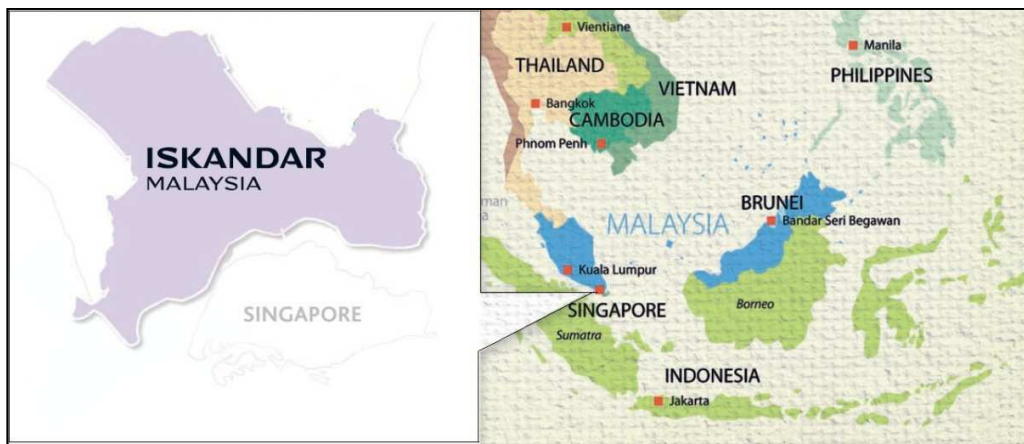 ISKANDAR
MALAYSIA
SINGAPORE
Vientiane
Manila
THAILAND
PHILIPPINES
VIETNAM
Bangkok
CAMBODIA
Phnom Penh
BRUNEI
MALAYSIA
Bandar Seri Begawan
Kuala Lumpur
SINGAPORE
Borneo
Sumatra
INDONESIA
Jakarta